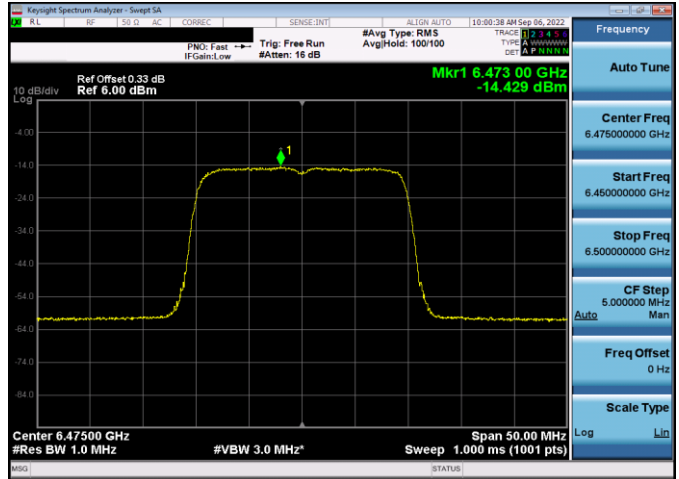 Keysight Spectrum Analyzer - Swept SA
RL RF 50 Ω AC CORREC SENSE:INT ALIGN AUTO 10:00:38 AM Sep 06, 2022
PNO: Fast
IFGain:Low
Trig: Free Run
#Atten: 16 dB
#Avg Type: RMS
Avg|Hold: 100/100
TRACE 1 2 3 4 5 6
TYPE A WWWWW
DET A P N N N N
Ref Offset 0.33 dB
10 dB/div Ref 6.00 dBm
Log
Mkr1 6.473 00 GHz
-14.429 dBm
1
-4.00
-14.0
-24.0
-34.0
-44.0
-54.0
-64.0
-74.0
-84.0
Center 6.47500 GHz
#Res BW 1.0 MHz
#VBW 3.0 MHz*
Span 50.00 MHz
Sweep 1.000 ms (1001 pts)
MSG
STATUS
Frequency
Auto Tune
Center Freq
6.475000000 GHz
Start Freq
6.450000000 GHz
Stop Freq
6.500000000 GHz
CF Step
5.000000 MHz
Auto Man
Freq Offset
0 Hz
Scale Type
Log Lin